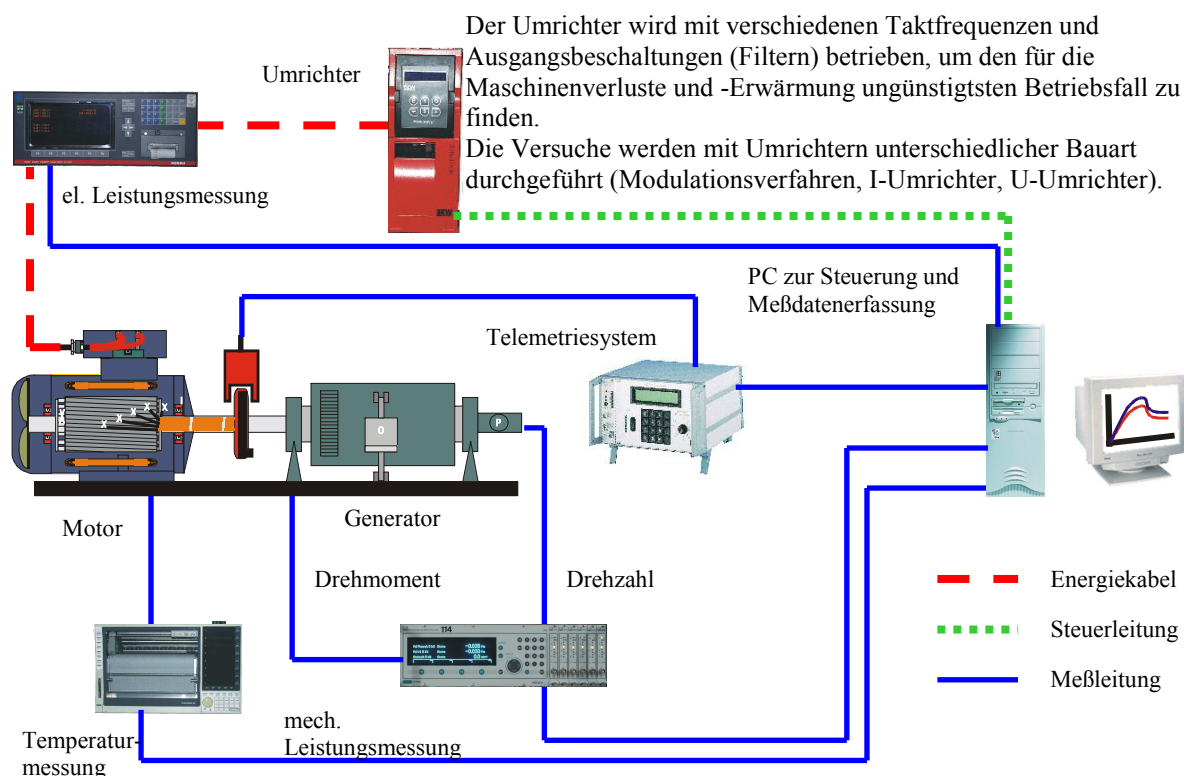 Der Umrichter wird mit verschiedenen Taktfrequenzen und
Ausgangsbeschaltungen (Filtern) betrieben, um den für die
Maschinenverluste und -Erwärmung ungünstigsten Betriebsfall zu
finden.
Die Versuche werden mit Umrichtern unterschiedlicher Bauart
durchgeführt (Modulationsverfahren, I-Umrichter, U-Umrichter).
Umrichter
el. Leistungsmessung
PC zur Steuerung und
Meßdatenerfassung
Telemetriesystem
X X X X X
O
P
Motor
Generator
Drehmoment
Drehzahl
114
Energiekabel
Steuerleitung
Meßleitung
mech.
Leistungsmessung
Temperatur-
messung